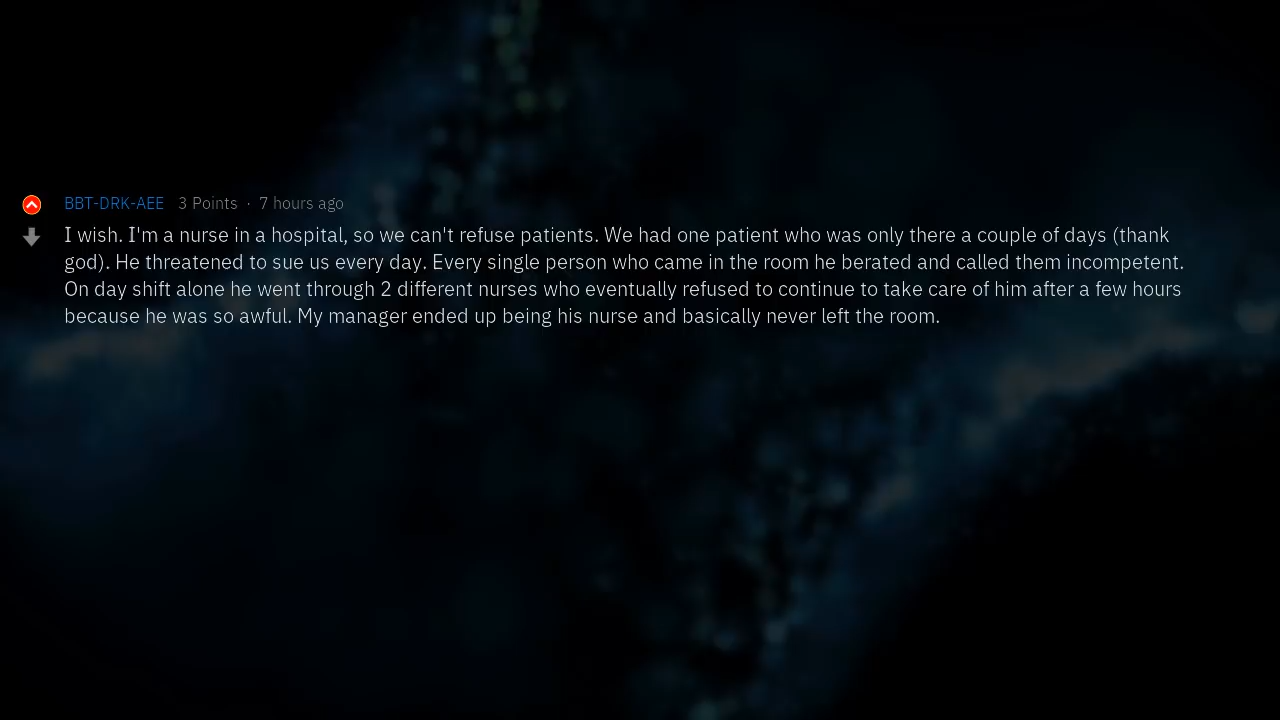 BBT-DRK-AEE 3 Points · 7 hours ago
I wish. I'm a nurse in a hospital, so we can't refuse patients. We had one patient who was only there a couple of days (thank
god). He threatened to sue us every day. Every single person who came in the room he berated and called them incompetent.
On day shift alone he went through 2 different nurses who eventually refused to continue to take care of him after a few hours
because he was so awful. My manager ended up being his nurse and basically never left the room.